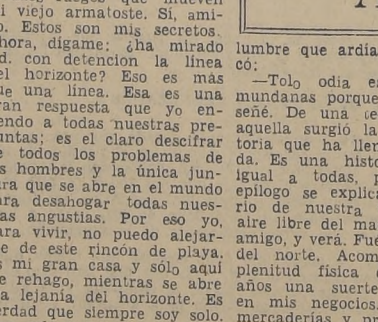 i viejo armatoste. Sí, ami-
o. Estos son mis secretos.
hora, dígame; ¿ha mirado
d. con detención la línea
el horizonte? Eso es más
ue una línea. Esa es una
ran respuesta que yo en-
endo a todas nuestras pre-
untas; es el claro descifrar
e todos los problemas de
s hombres y la única jun-
ura que se abre en el mundo
ara desahogar todas nues-
as angustias. Por eso yo,
ara vivir, no puedo alejar-
e de este rincón de playa.
s mi gran casa y sólo aquí
e rehago, mientras se abre
a lejanía del horizonte. Es
erdad que siempre soy solo.
lumbre que ardía
có;
—Tolo odia e
mundanas porque
señé. De una
aquella surgió la
toria que ha lle
da. Es una histo
igual a todas, p
epílogo se explic
rio de nuestra
aire libre del ma
amigo, y verá. Fue
del norte. Acom
plenitud física
años una suerte
en mis negocios.
mercaderías y